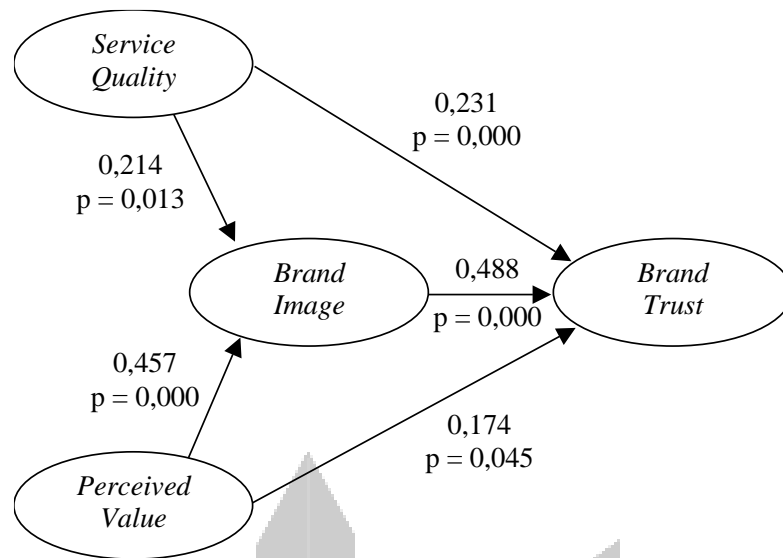 Service
Quality
0,231
p = 0,000
0,214
p = 0,013
Brand
Image
0,488
p = 0,000
Brand
Trust
0,457
p = 0,000
0,174
p = 0,045
Perceived
Value